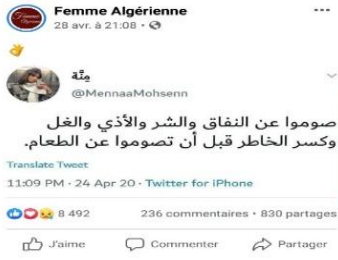 Femme Algérienne
28 avr. à 21:08
مِنَّة
@MennaaMohsenn
صوموا عن النفاق والشر والأذي والغل
وكسر الخاطر قبل أن تصوموا عن الطعام.
Translate Tweet
11:09 PM · 24 Apr 20 · Twitter for iPhone
8 492 236 commentaires · 830 partages
J'aime Commenter Partager